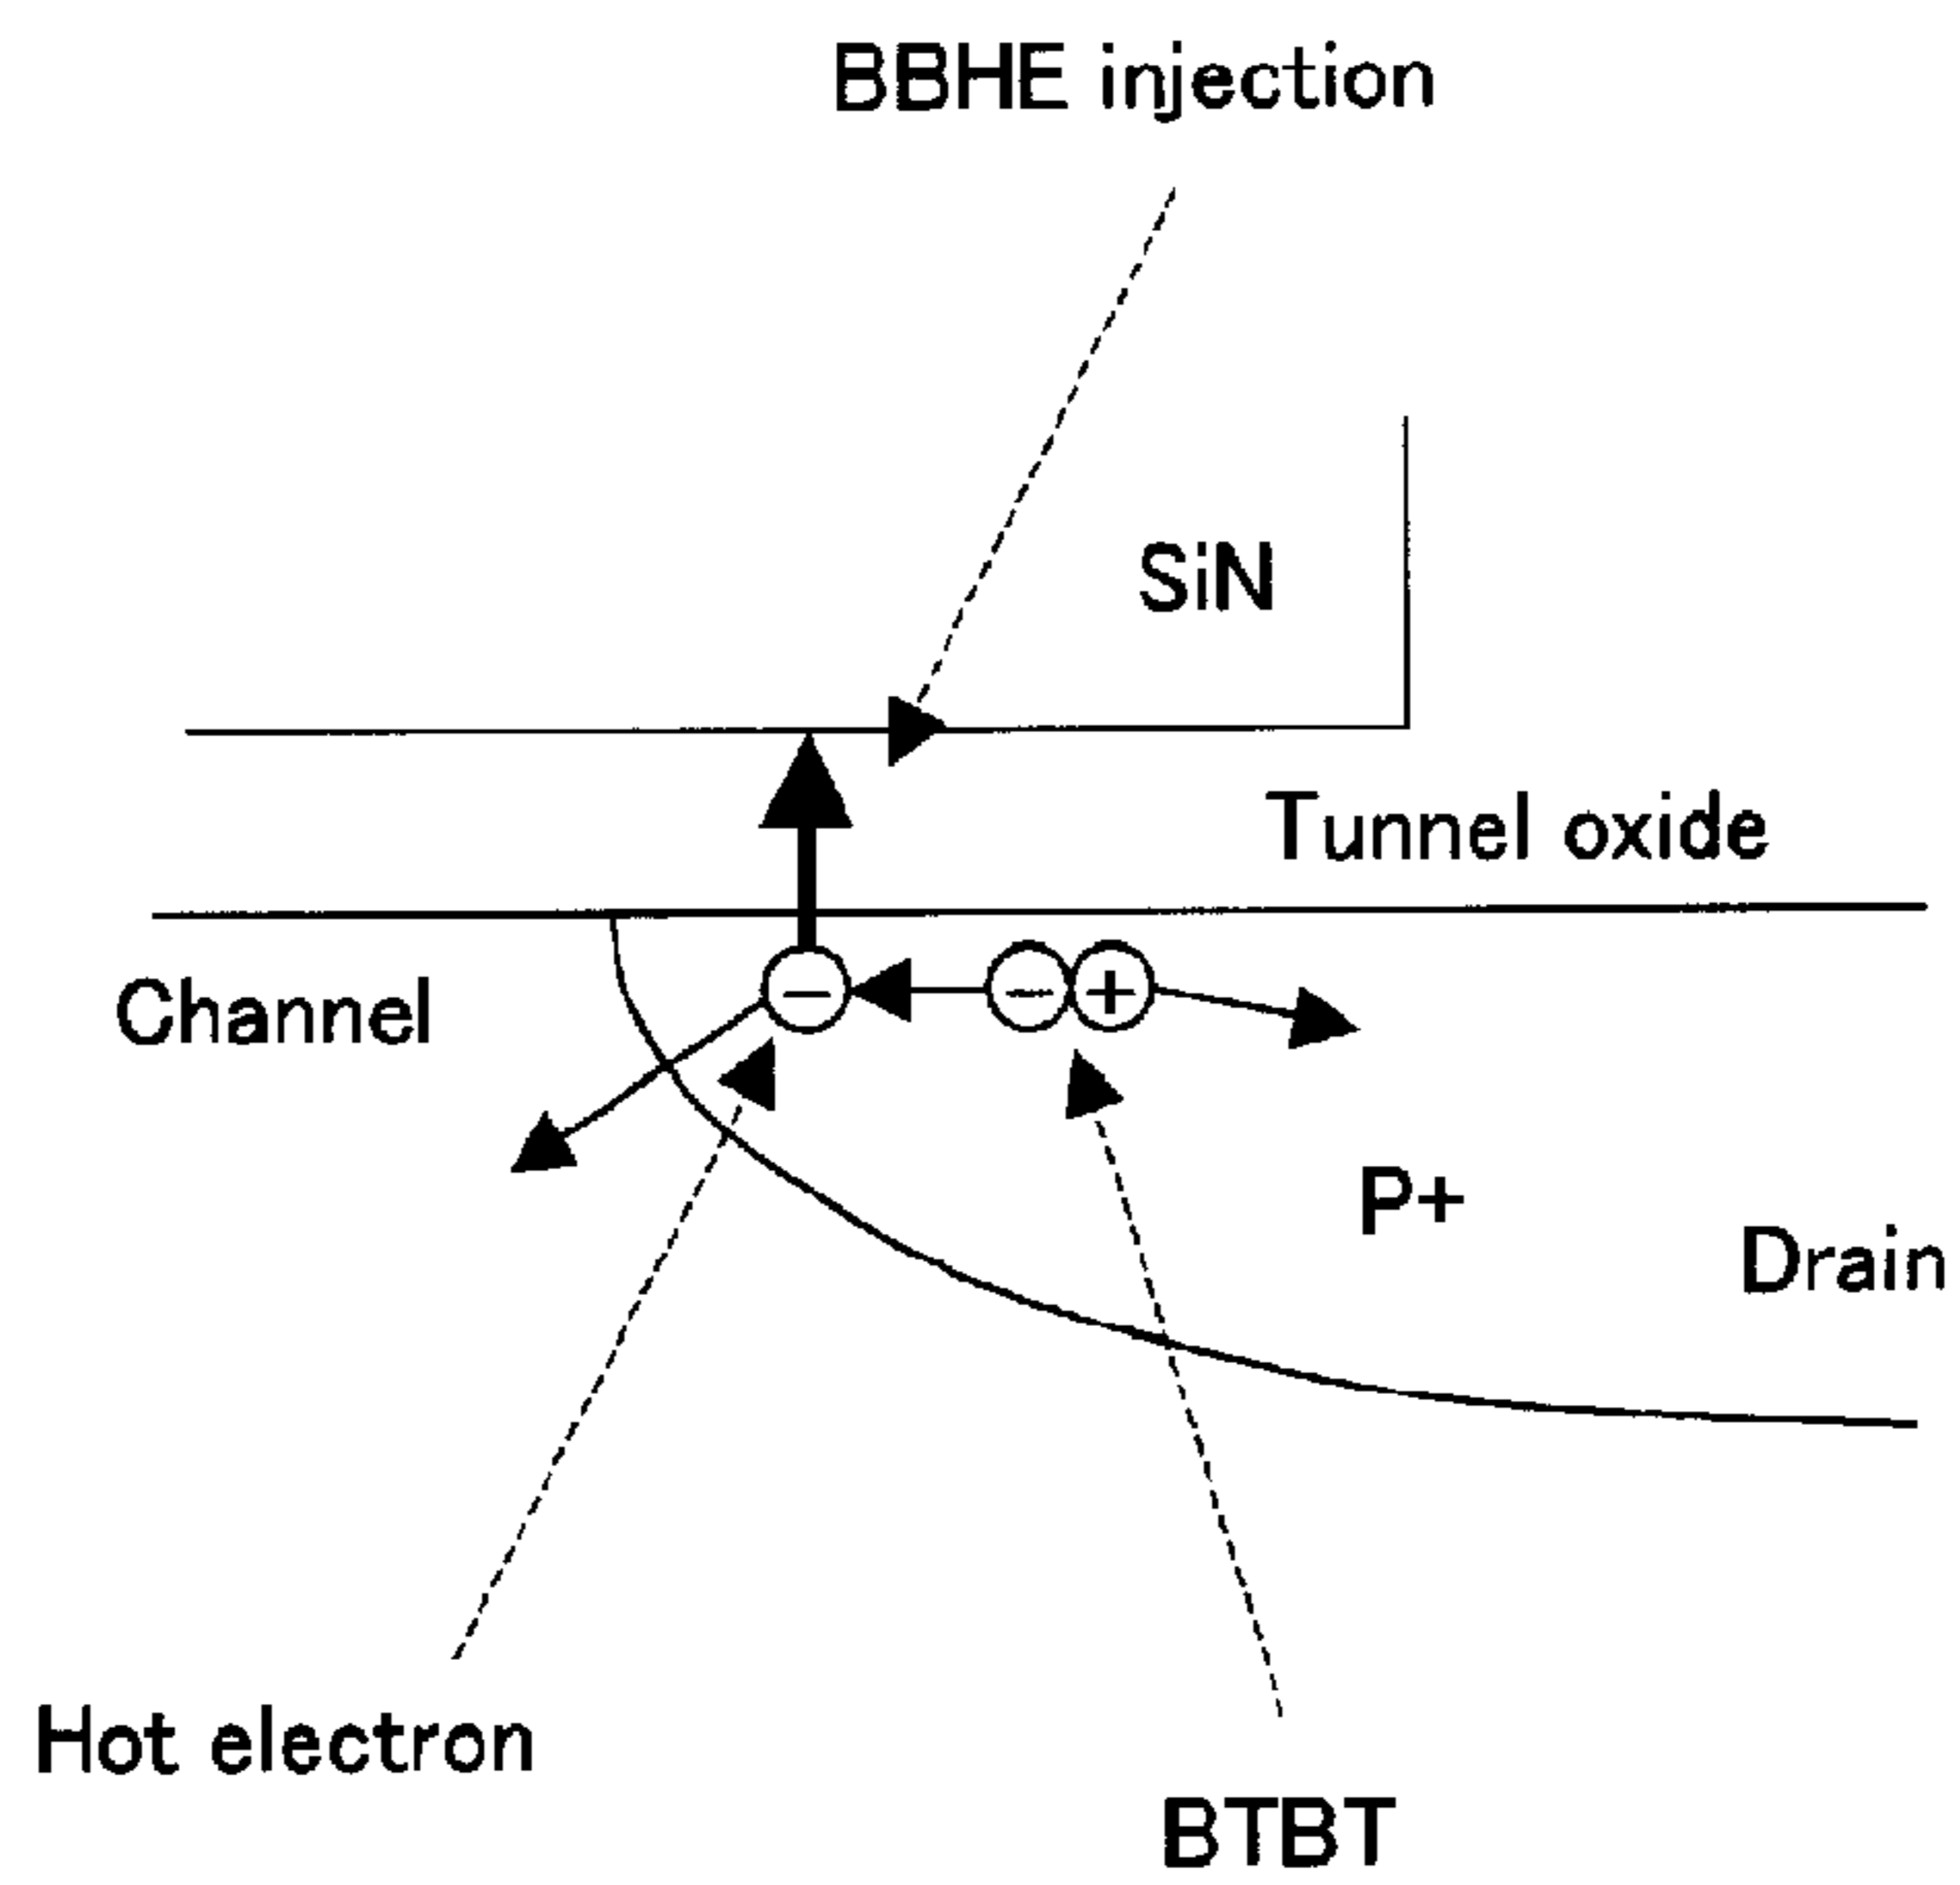 BBHE injection
SiN
Tunnel oxide
Channel
−
−
+
P+
Drain
Hot electron
BTBT